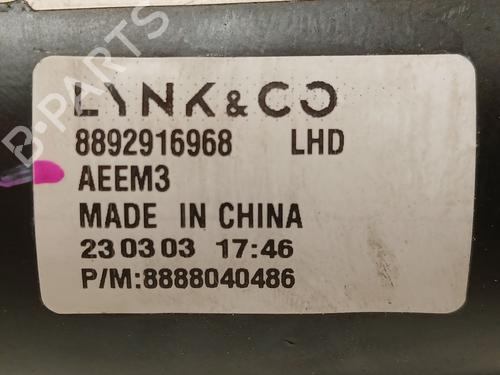 B-PARTS
LYNK & CO
8892916968 LHD
AEEM3
MADE IN CHINA
23 03 03 17:46
P/M:8888040486